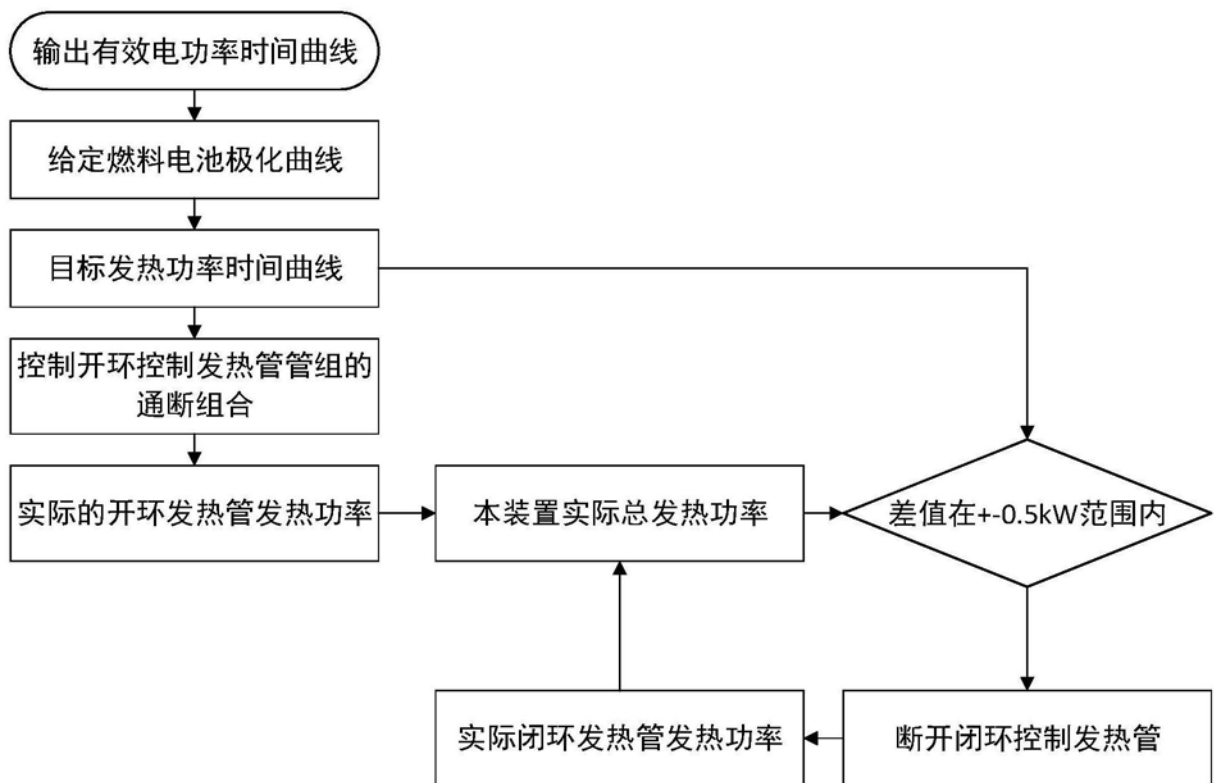 输出有效电功率时间曲线
给定燃料电池极化曲线
目标发热功率时间曲线
控制开环控制发热管管组的
通断组合
实际的开环发热管发热功率
本装置实际总发热功率
差值在+-0.5kW范围内
实际闭环发热管发热功率
断开闭环控制发热管